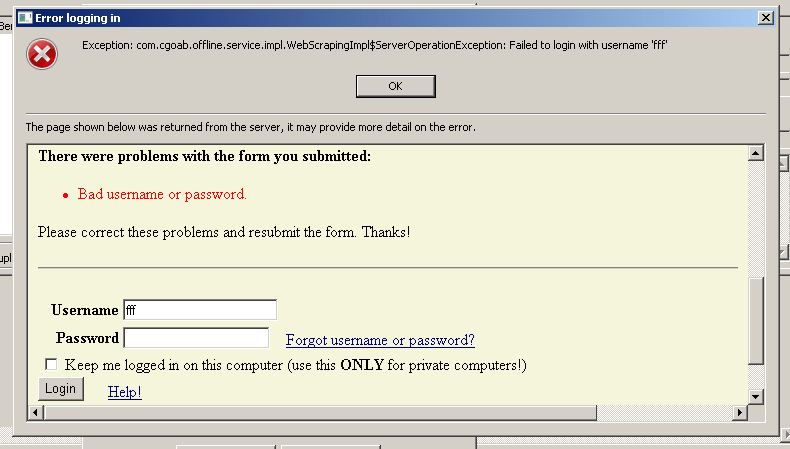 Error logging in
Exception: com.cgoab.offline.service.impl.WebScrapingImpl$ServerOperationException: Failed to login with username 'fff'
OK
The page shown below was returned from the server, it may provide more detail on the error.
There were problems with the form you submitted:
Bad username or password.
Please correct these problems and resubmit the form. Thanks!
Username fff
Password Forgot username or password?
Keep me logged in on this computer (use this ONLY for private computers!)
Login Help!